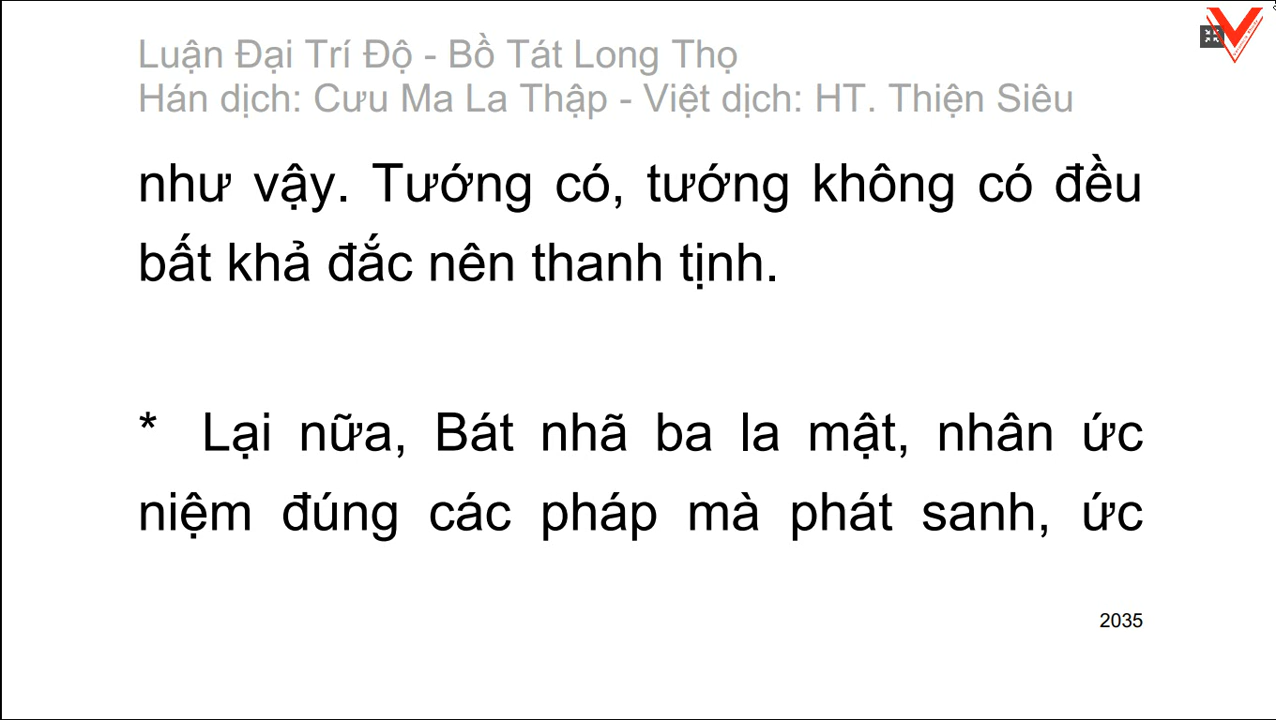 Luận Đại Trí Độ - Bồ Tát Long Thọ
Hán dịch: Cưu Ma La Thập - Việt dịch: HT. Thiện Siêu
như vậy. Tướng có, tướng không có đều
bất khả đắc nên thanh tịnh.
* Lại nữa, Bát nhã ba la mật, nhân ức
niệm đúng các pháp mà phát sanh, ức
2035